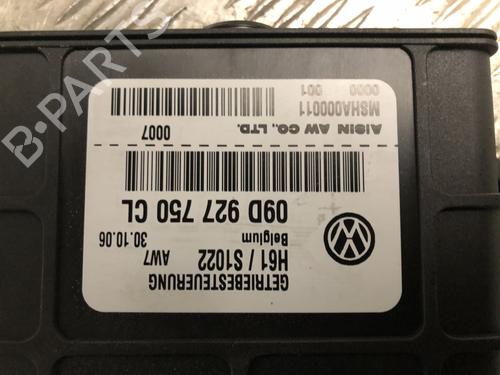 GETRIEBESTEUERUNG
H61 / S1022 AW7
Belgium 30.10.06
09D 927 750 CL
0007
AISIN AW CO., LTD.
MSHA000011
0000 001
B-PARTS